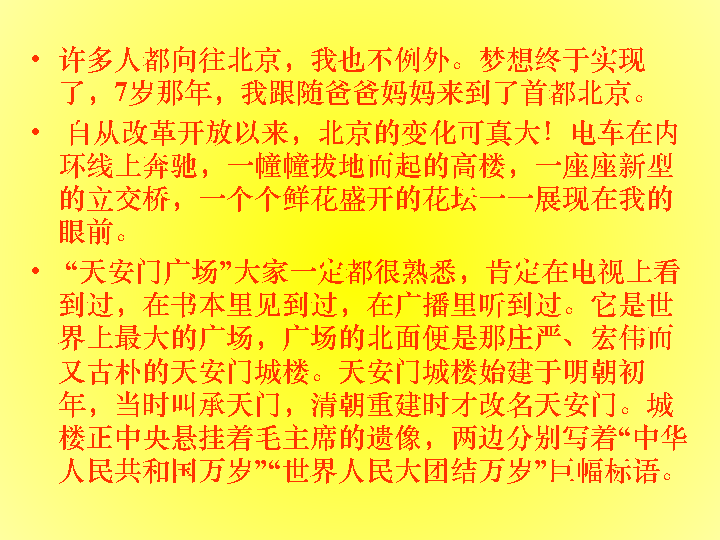 • 许多人都向往北京，我也不例外。梦想终于实现
了，7岁那年，我跟随爸爸妈妈来到了首都北京。
• 自从改革开放以来，北京的变化可真大！电车在内
环线上奔驰，一幢幢拔地而起的高楼，一座座新型
的立交桥，一个个鲜花盛开的花坛一一展现在我的
眼前。
• “天安门广场”大家一定都很熟悉，肯定在电视上看
到过，在书本里见到过，在广播里听到过。它是世
界上最大的广场，广场的北面便是那庄严、宏伟而
又古朴的天安门城楼。天安门城楼始建于明朝初
年，当时叫承天门，清朝重建时才改名天安门。城
楼正中央悬挂着毛主席的遗像，两边分别写着“中华
人民共和国万岁”“世界人民大团结万岁”巨幅标语。